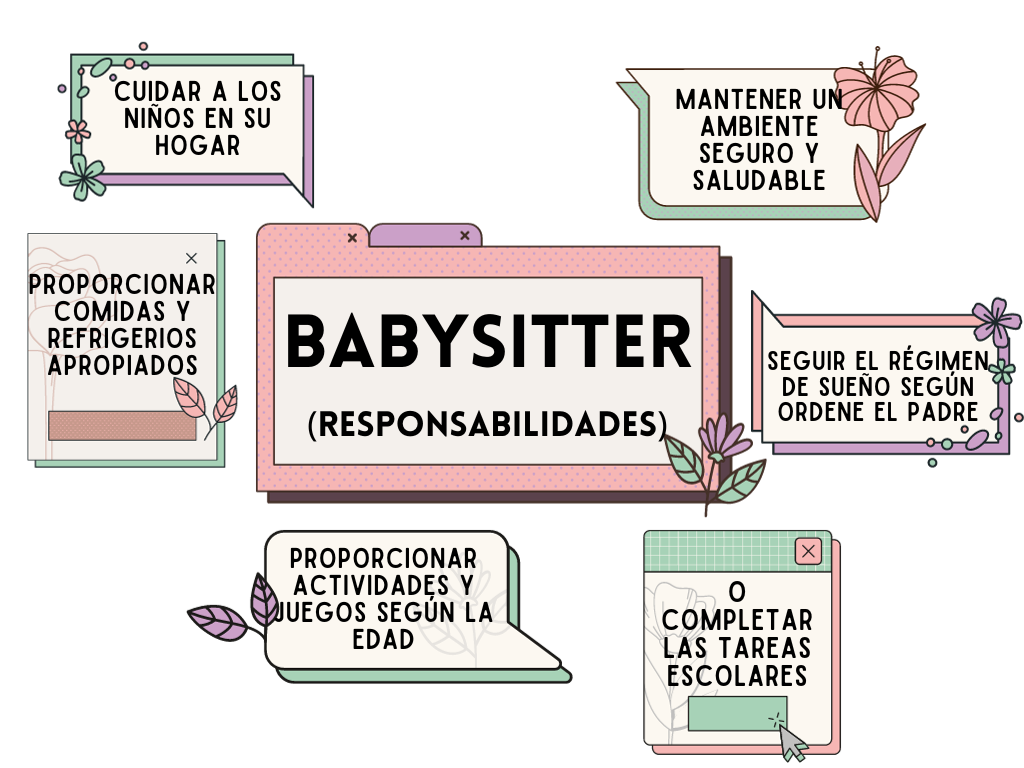 CUIDAR A LOS
NIÑOS EN SU
HOGAR
MANTENER UN
AMBIENTE
SEGURO Y
SALUDABLE
PROPORCIONAR
COMIDAS Y
REFRIGERIOS
APROPIADOS
BABYSITTER
(RESPONSABILIDADES)
SEGUIR EL RÉGIMEN
DE SUEÑO SEGÚN
ORDENE EL PADRE
PROPORCIONAR
ACTIVIDADES Y
JUEGOS SEGÚN LA
EDAD
O
COMPLETAR
LAS TAREAS
ESCOLARES